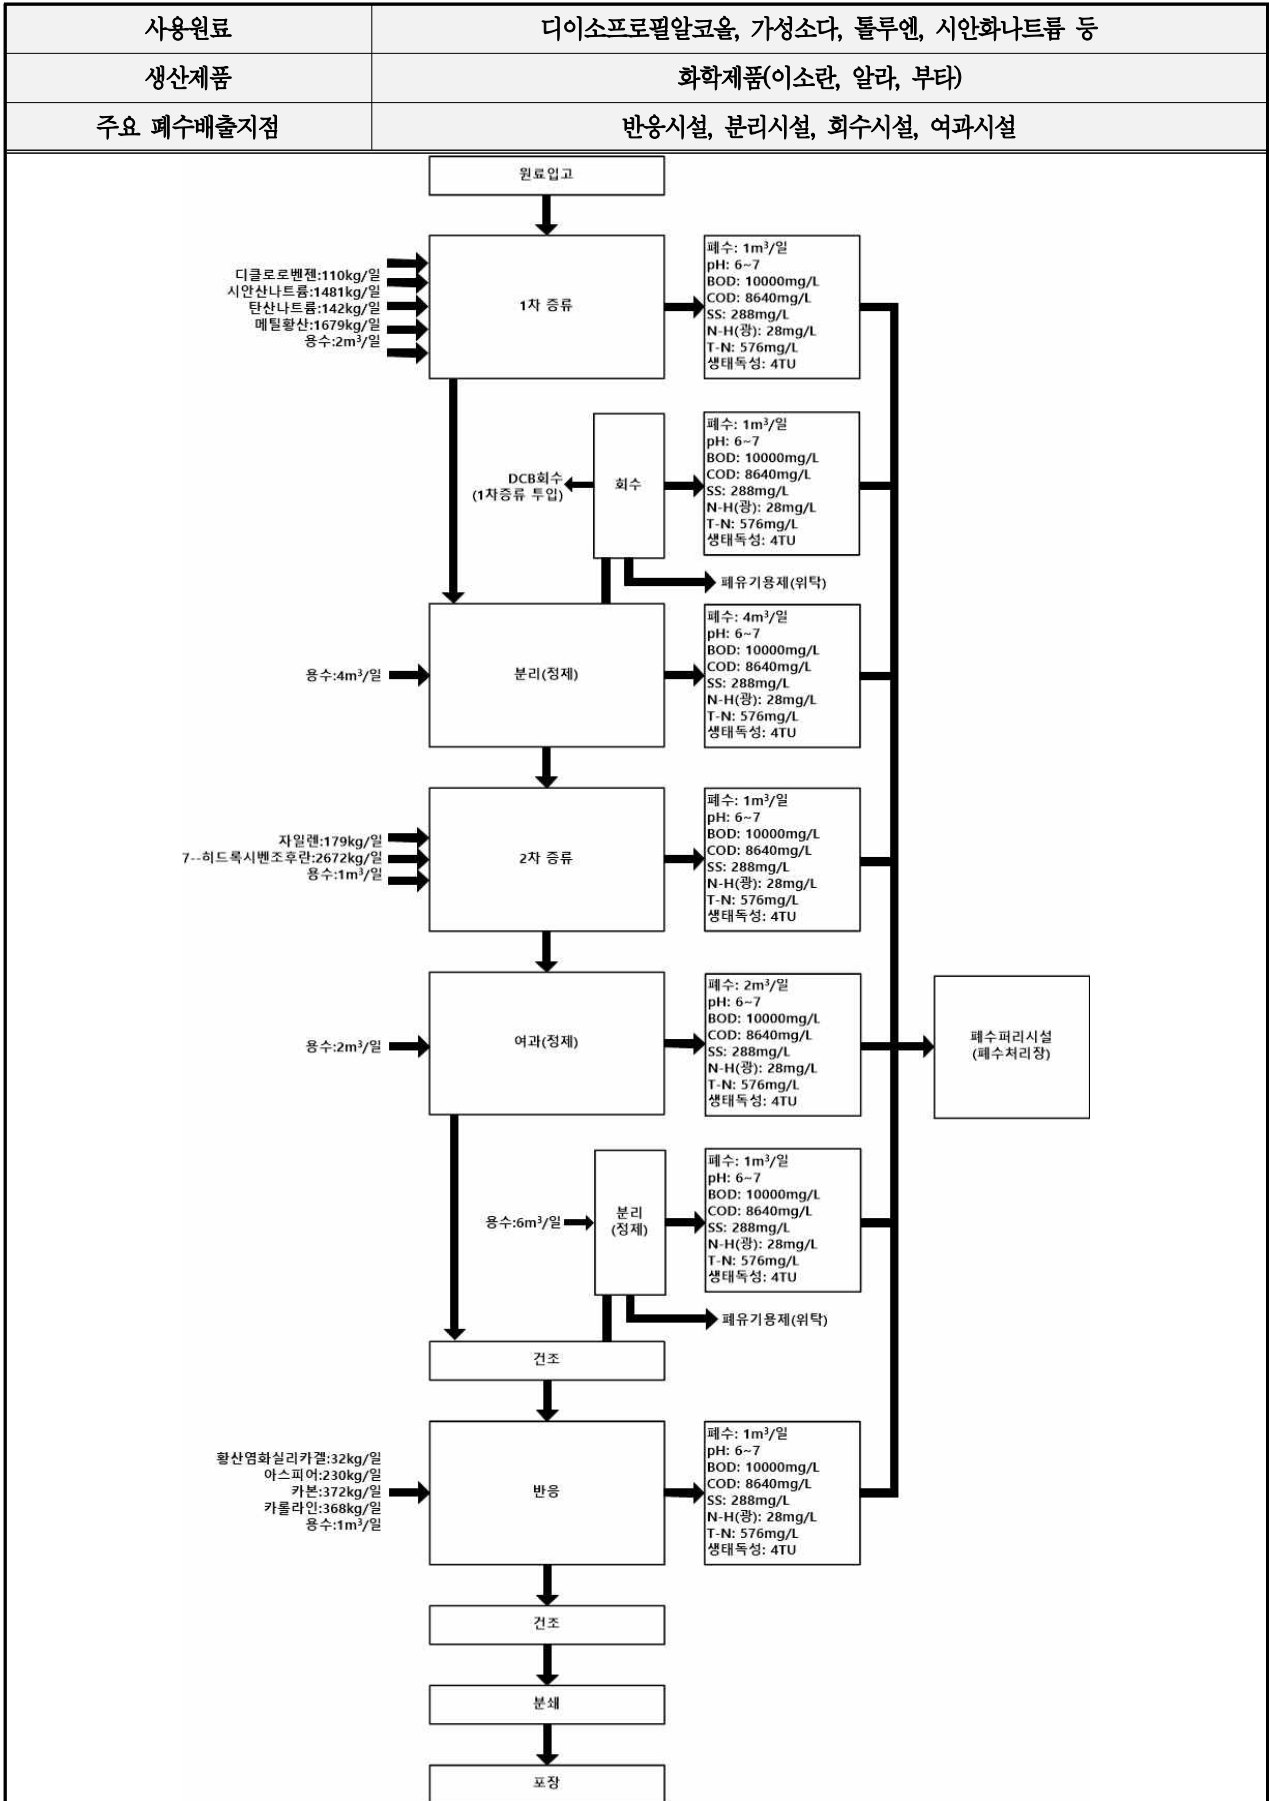 사용원료
디이소프로필알코올, 가성소다, 톨루엔, 시안화나트륨 등
생산제품
화학제품(이소란, 알라, 부타)
주요 폐수배출지점
반응시설, 분리시설, 회수시설, 여과시설
원료입고
디클로로벤젠:110kg/일
시안산나트륨:1481kg/일
탄산나트륨:142kg/일
메틸황산:1679kg/일
용수:2m³/일
1차 증류
폐수: 1m³/일
pH: 6~7
BOD: 10000mg/L
COD: 8640mg/L
SS: 288mg/L
N-H(광): 28mg/L
T-N: 576mg/L
생태독성: 4TU
DCB회수
(1차증류 투입)
회수
폐수: 1m³/일
pH: 6~7
BOD: 10000mg/L
COD: 8640mg/L
SS: 288mg/L
N-H(광): 28mg/L
T-N: 576mg/L
생태독성: 4TU
폐유기용제(위탁)
용수:4m³/일
분리(정제)
폐수: 4m³/일
pH: 6~7
BOD: 10000mg/L
COD: 8640mg/L
SS: 288mg/L
N-H(광): 28mg/L
T-N: 576mg/L
생태독성: 4TU
자일렌:179kg/일
7--히드록시벤조후란:2672kg/일
용수:1m³/일
2차 증류
폐수: 1m³/일
pH: 6~7
BOD: 10000mg/L
COD: 8640mg/L
SS: 288mg/L
N-H(광): 28mg/L
T-N: 576mg/L
생태독성: 4TU
용수:2m³/일
여과(정제)
폐수: 2m³/일
pH: 6~7
BOD: 10000mg/L
COD: 8640mg/L
SS: 288mg/L
N-H(광): 28mg/L
T-N: 576mg/L
생태독성: 4TU
폐수퍼리시설
(폐수처리장)
용수:6m³/일
분리
(정제)
폐수: 1m³/일
pH: 6~7
BOD: 10000mg/L
COD: 8640mg/L
SS: 288mg/L
N-H(광): 28mg/L
T-N: 576mg/L
생태독성: 4TU
폐유기용제(위탁)
건조
황산염화실리카겔:32kg/일
아스피어:230kg/일
카본:372kg/일
카롤라인:368kg/일
용수:1m³/일
반응
폐수: 1m³/일
pH: 6~7
BOD: 10000mg/L
COD: 8640mg/L
SS: 288mg/L
N-H(광): 28mg/L
T-N: 576mg/L
생태독성: 4TU
건조
분쇄
포장